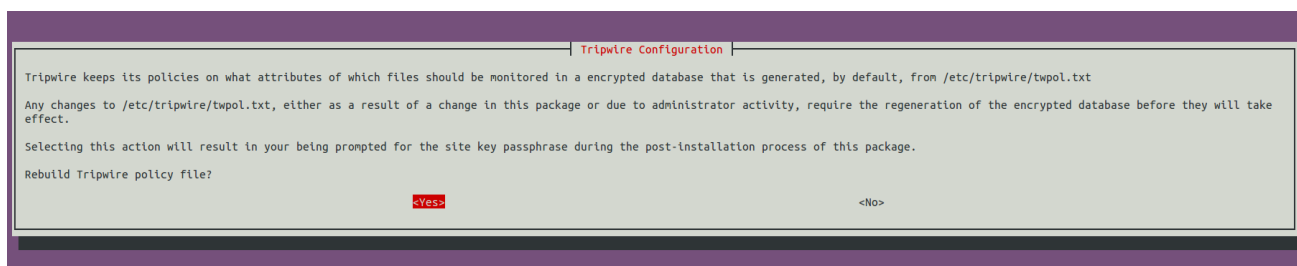 Tripwire Configuration
Tripwire keeps its policies on what attributes of which files should be monitored in a encrypted database that is generated, by default, from /etc/tripwire/twpol.txt
Any changes to /etc/tripwire/twpol.txt, either as a result of a change in this package or due to administrator activity, require the regeneration of the encrypted database before they will take
effect.
Selecting this action will result in your being prompted for the site key passphrase during the post-installation process of this package.
Rebuild Tripwire policy file?
<Yes> <No>